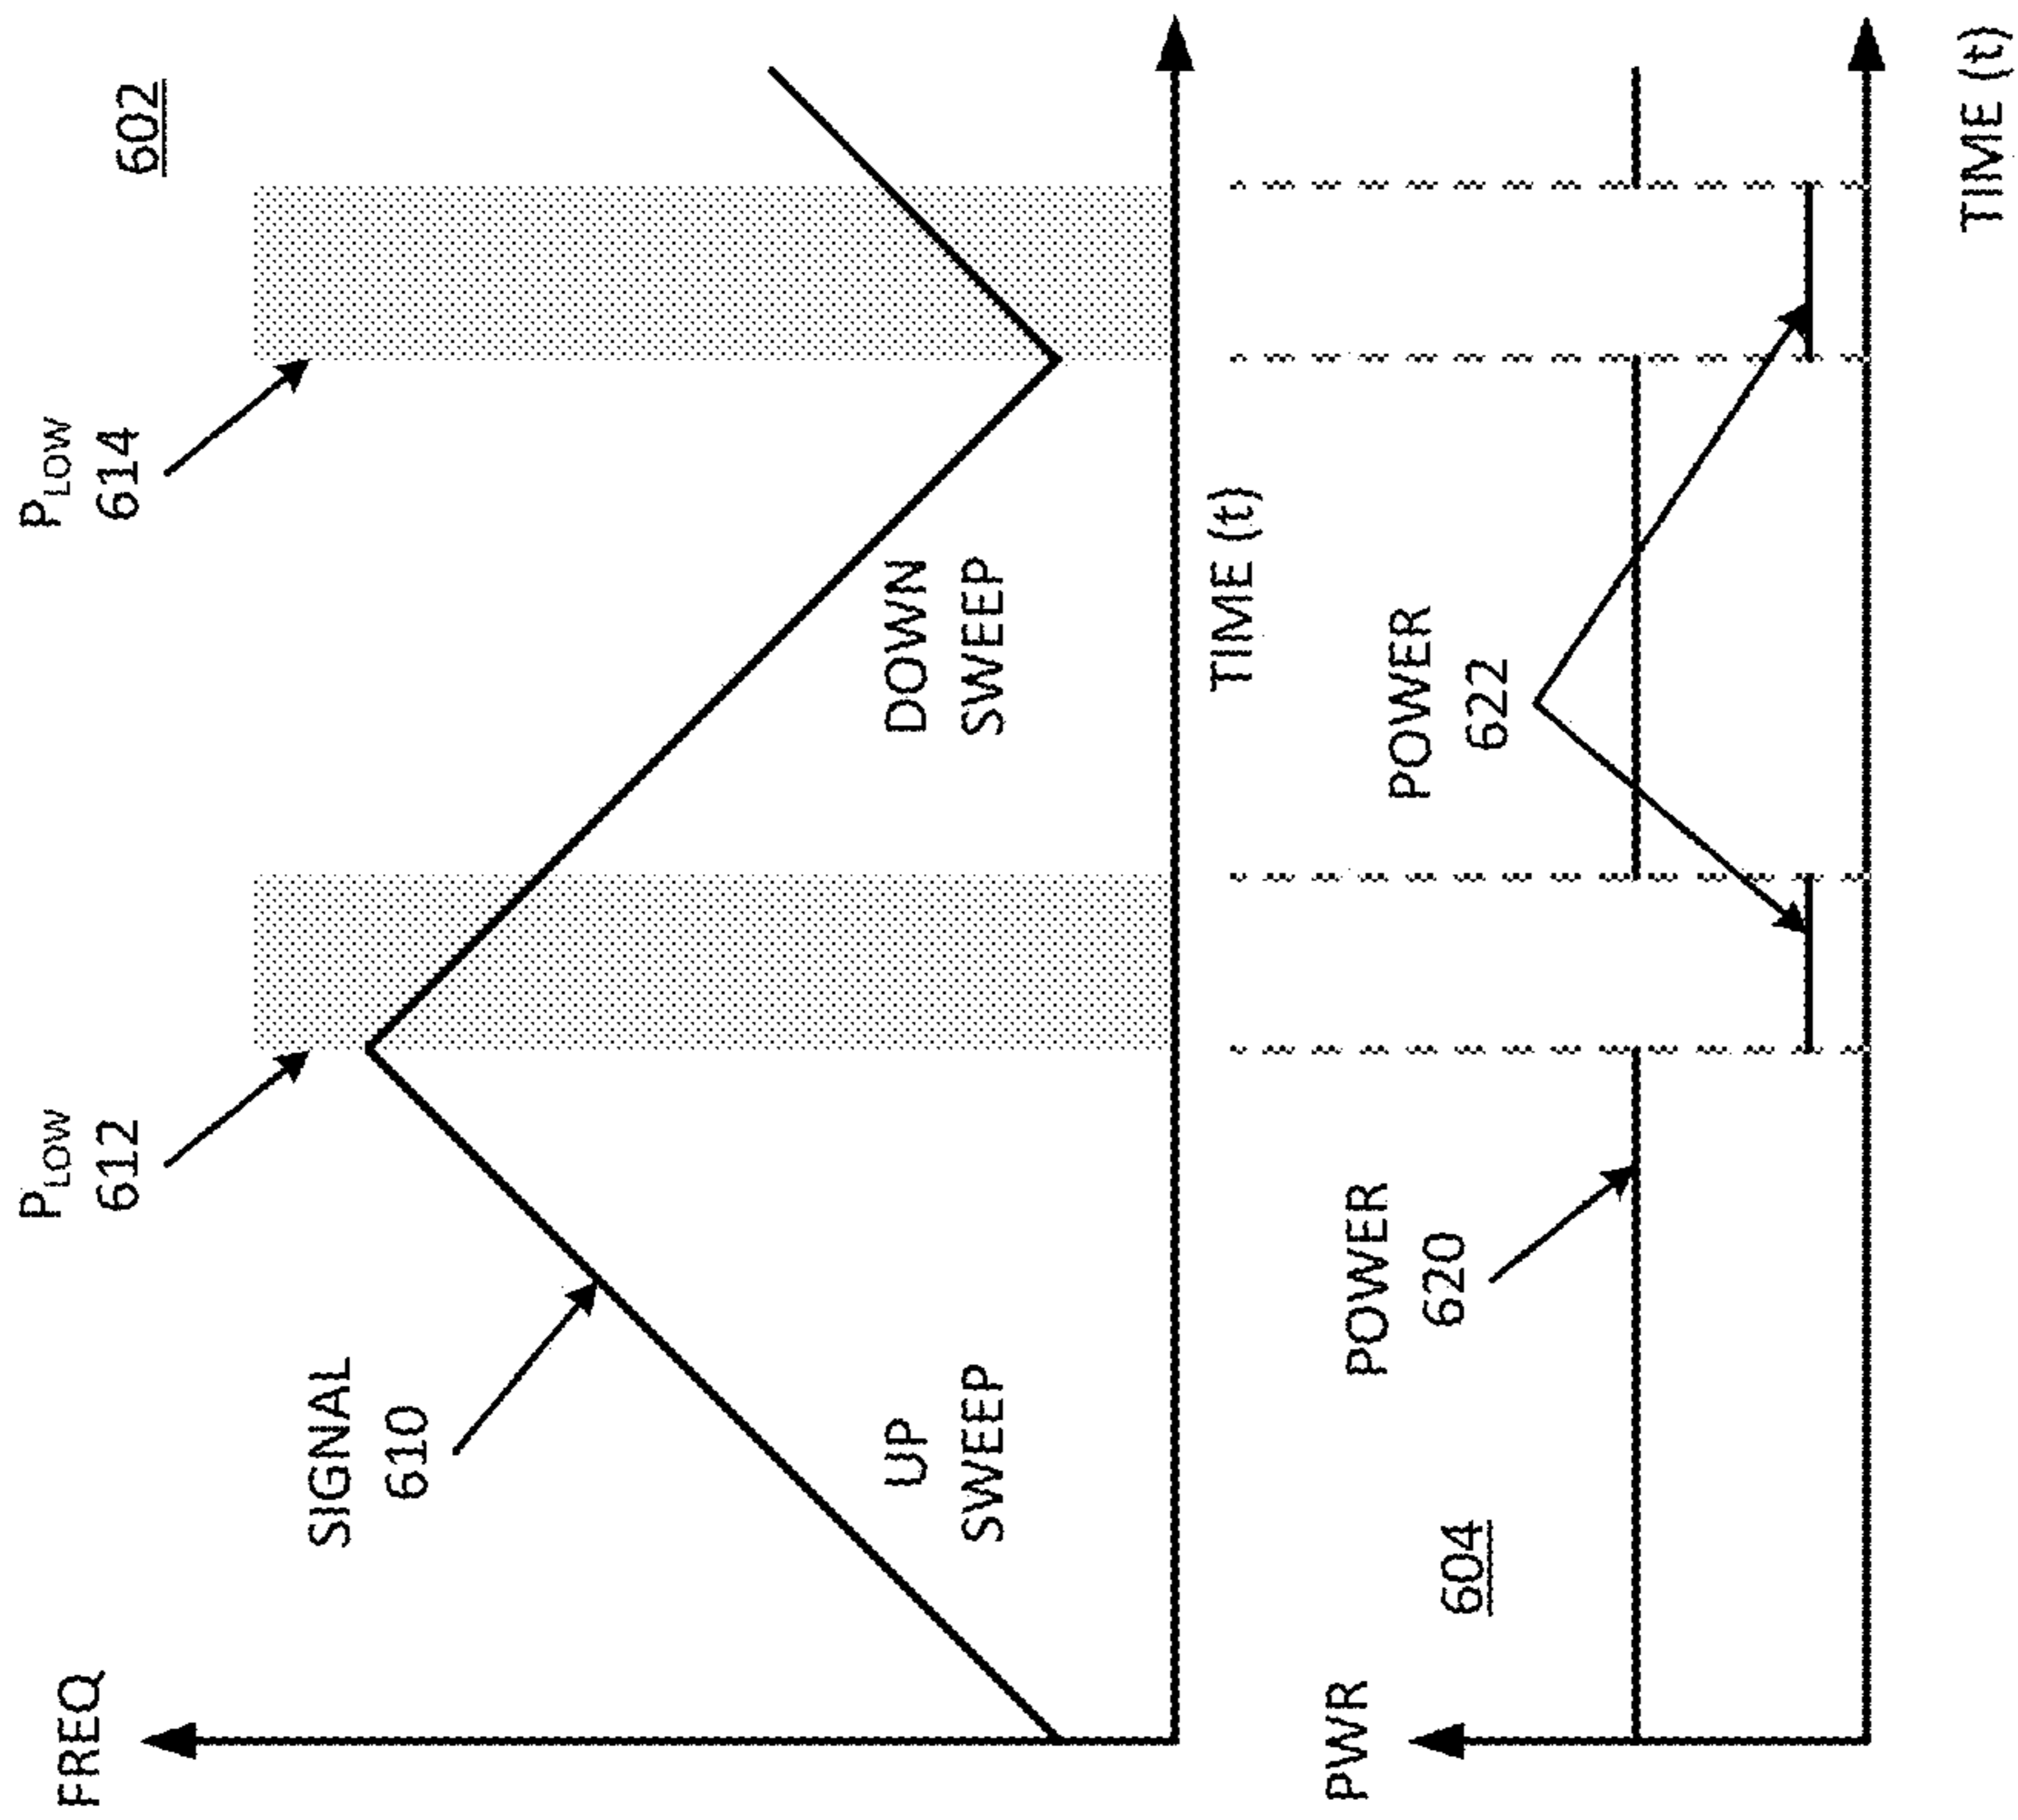 FREQ
602
P_LOW
612
P_LOW
614
SIGNAL
610
UP
SWEEP
DOWN
SWEEP
TIME (t)
PWR
604
POWER
620
POWER
622
TIME (t)